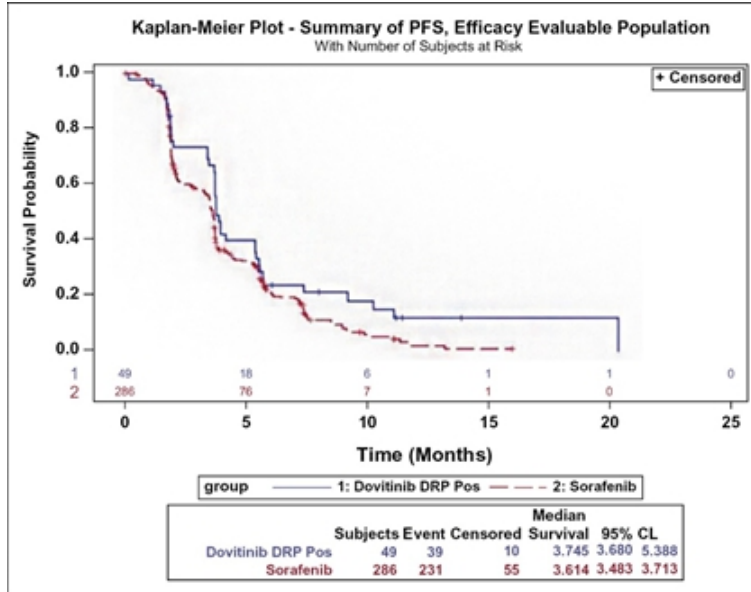 Kaplan-Meier Plot - Summary of PFS, Efficacy Evaluable Population
With Number of Subjects at Risk
+ Censored
Survival Probability
1.0
0.8
0.6
0.4
0.2
0.0
1 49 18 6 1 1 0
2 286 76 7 1 0
0 5 10 15 20 25
Time (Months)
group 1: Dovitinib DRP Pos 2: Sorafenib
Median
Subjects Event Censored Survival 95% CL
Dovitinib DRP Pos 49 39 10 3.745 3.680 5.388
Sorafenib 286 231 55 3.614 3.483 3.713